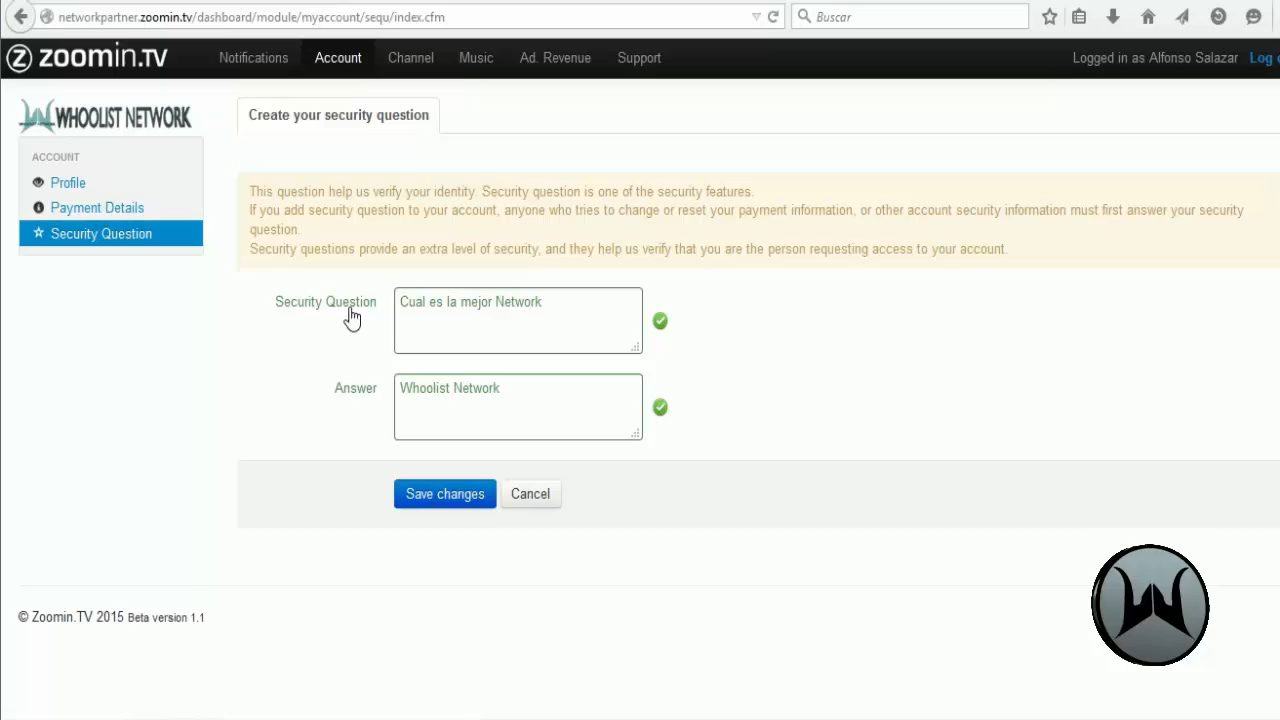 networkpartner.zoomin.tv/dashboard/module/myaccount/sequ/index.cfm
Buscar
zoomin.tv
Notifications
Account
Channel
Music
Ad. Revenue
Support
Logged in as Alfonso Salazar
Log
WHOOLIST NETWORK
ACCOUNT
Profile
Payment Details
Security Question
Create your security question
This question help us verify your identity. Security question is one of the security features.
If you add security question to your account, anyone who tries to change or reset your payment information, or other account security information must first answer your security
question.
Security questions provide an extra level of security, and they help us verify that you are the person requesting access to your account.
Security Question
Cual es la mejor Network
Answer
Whoolist Network
Save changes
Cancel
© Zoomin.TV 2015 Beta version 1.1